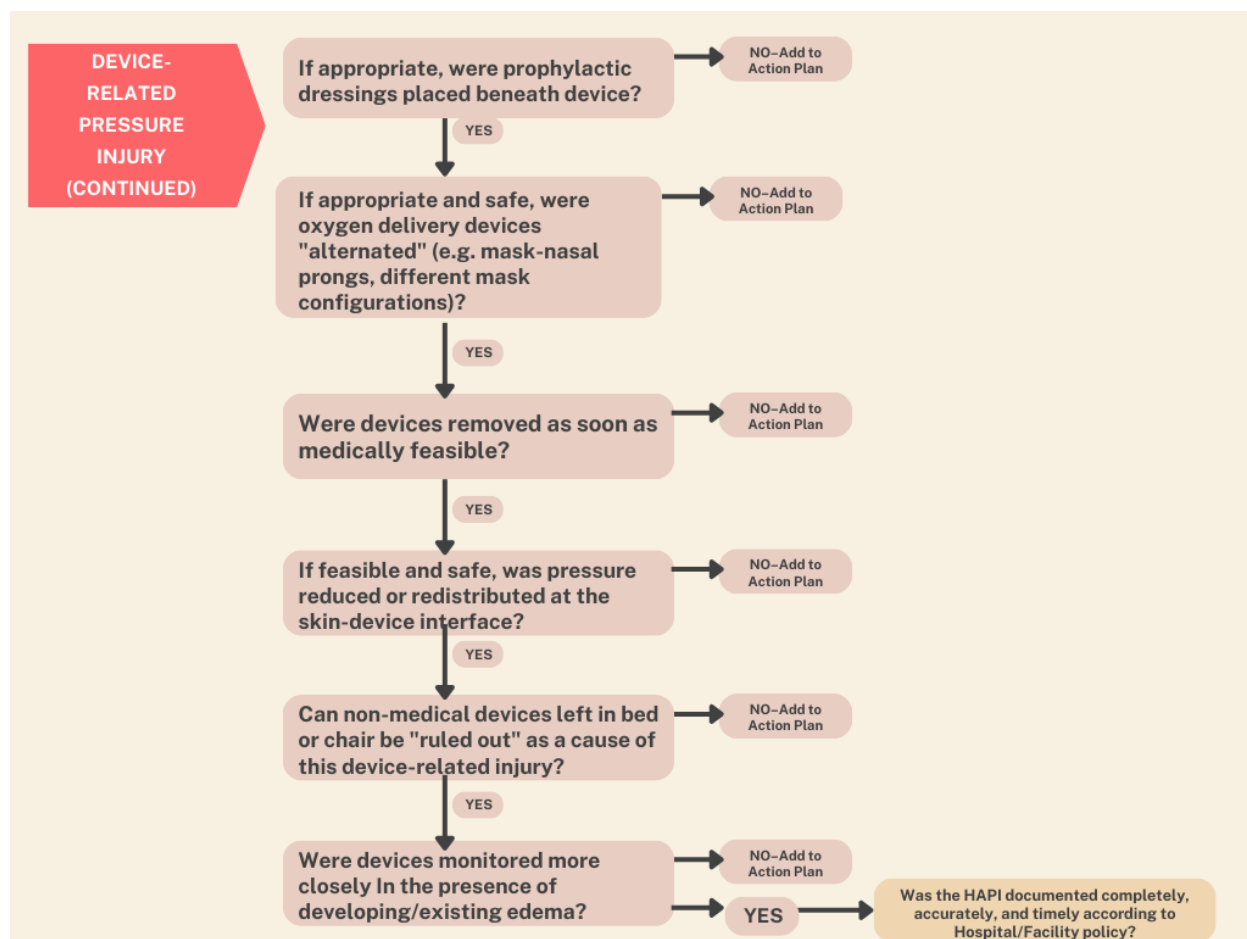 DEVICE-
RELATED
PRESSURE
INJURY
(CONTINUED)
If appropriate, were prophylactic
dressings placed beneath device?
NO–Add to
Action Plan
YES
If appropriate and safe, were
oxygen delivery devices
"alternated" (e.g. mask-nasal
prongs, different mask
configurations)?
NO–Add to
Action Plan
YES
Were devices removed as soon as
medically feasible?
NO–Add to
Action Plan
YES
If feasible and safe, was pressure
reduced or redistributed at the
skin-device interface?
NO–Add to
Action Plan
YES
Can non-medical devices left in bed
or chair be "ruled out" as a cause of
this device-related injury?
NO–Add to
Action Plan
YES
Were devices monitored more
closely In the presence of
developing/existing edema?
NO–Add to
Action Plan
YES
Was the HAPI documented completely,
accurately, and timely according to
Hospital/Facility policy?